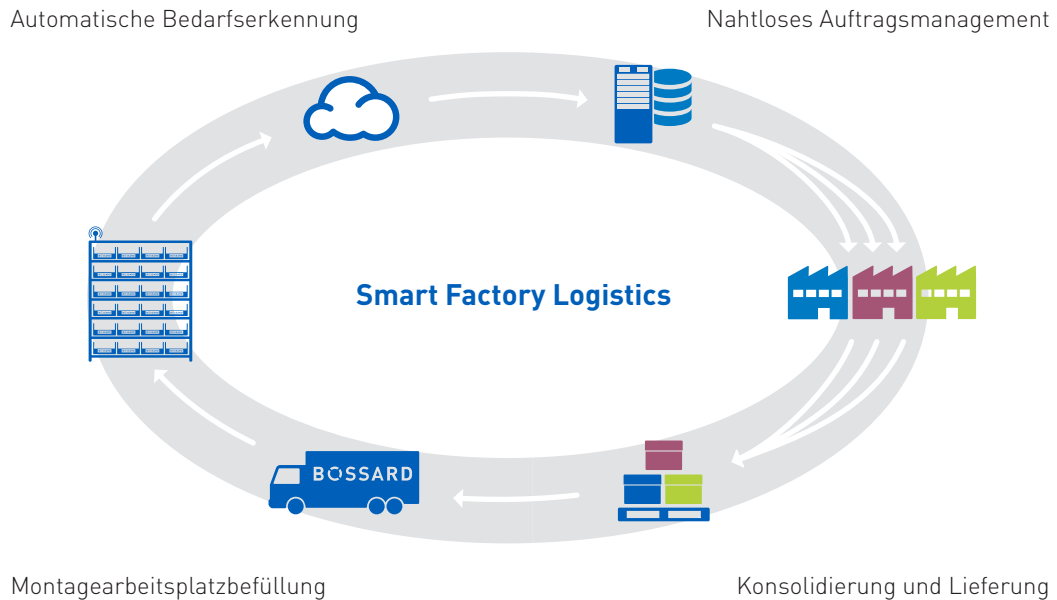 Automatische Bedarfserkennung
Nahtloses Auftragsmanagement
Smart Factory Logistics
BOSSARD
Montagearbeitsplatzbefüllung
Konsolidierung und Lieferung